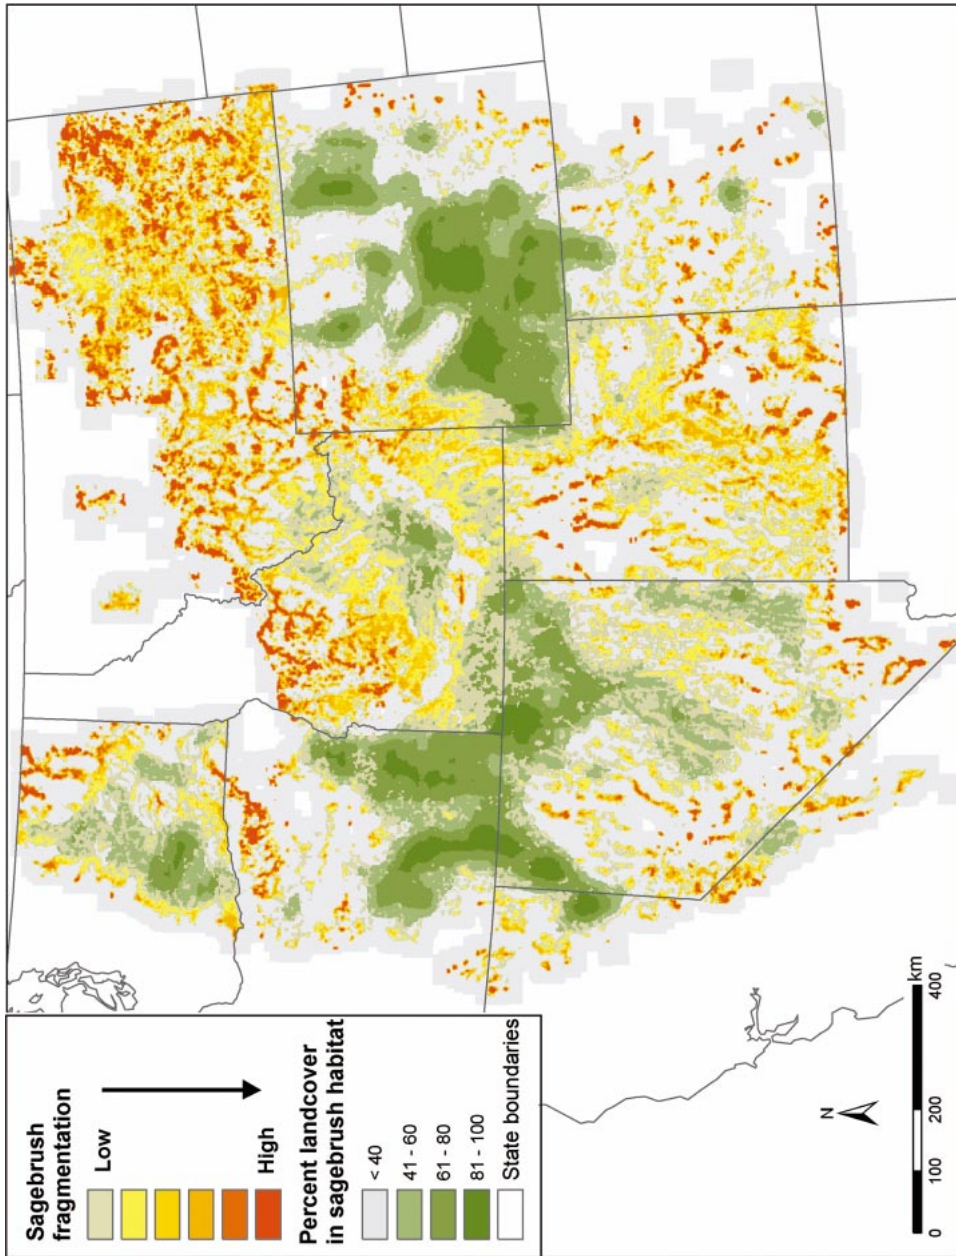 Sagebrush
fragmentation
Low
High
Percent landcover
in sagebrush habitat
< 40
41 - 60
61 - 80
81 - 100
State boundaries
N
0 100 200 400
km